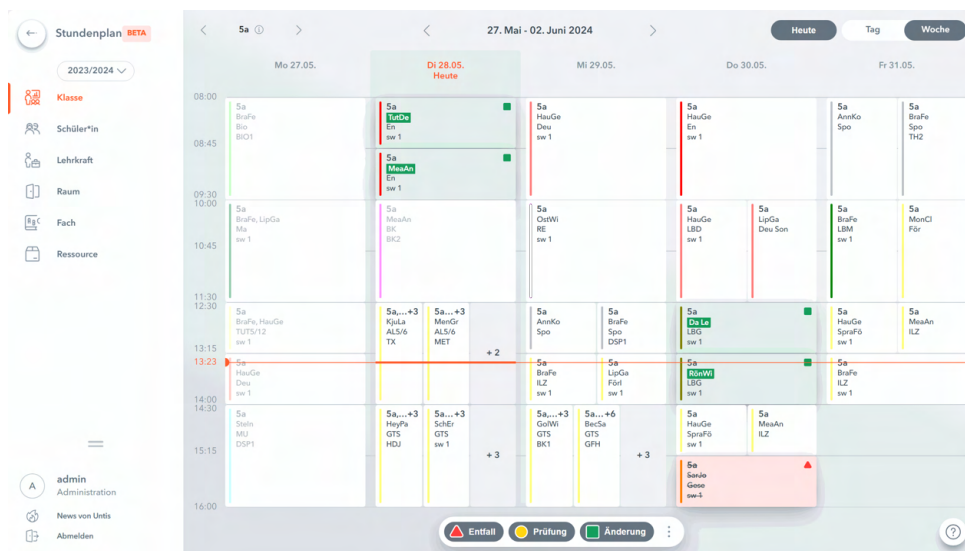 Stundenplan BETA
2023/2024
Klasse
Schüler*in
Lehrkraft
Raum
Fach
Ressource
A
admin
Administration
News von Untis
Abmelden
5a
27. Mai - 02. Juni 2024
Heute
Tag
Woche
Mo 27.05.
Di 28.05.
Heute
Mi 29.05.
Do 30.05.
Fr 31.05.
08:00
08:45
09:30
10:00
10:45
11:30
12:30
13:15
13:23
14:00
14:30
15:15
16:00
5a
BraFe
Bio
BIO1
5a
BraFe, LipGa
Ma
sw 1
5a
BraFe, HauGe
TUTS/12
sw 1
5a
HauGe
Deu
sw 1
5a
Steln
MU
DSP1
5a
TutDe
En
sw 1
5a
MeaAn
En
sw 1
5a
MeaAn
BK
BK2
5a,...+3
KjuLa
AL5/6
TX
5a...+3
MenGr
AL5/6
MET
+ 2
5a,...+3
HeyPa
GTS
HDJ
5a...+3
SchEr
GTS
sw 1
+ 3
5a
HauGe
Deu
sw 1
5a
OstWi
RE
sw 1
5a
AnnKo
Spo
5a
BraFe
Spo
DSP1
5a
BraFe
ILZ
sw 1
5a
LipGa
Förl
sw 1
5a,...+3
GolWi
GTS
BK1
5a...+6
BecSa
GTS
GFH
+ 3
5a
HauGe
En
sw 1
5a
HauGe
LBD
sw 1
5a
LipGa
Deu Son
5a
Da Le
LBG
sw 1
5a
RönWi
LBG
sw 1
5a
HauGe
SpraFö
sw 1
5a
MeaAn
ILZ
5a
SorJo
Gese
sw 1
5a
AnnKo
Spo
5a
BraFe
Spo
TH2
5a
BraFe
LBM
sw 1
5a
MonCl
För
5a
HauGe
SpraFö
sw 1
5a
MeaAn
ILZ
5a
BraFe
ILZ
sw 1
Entfall
Prüfung
Änderung
?